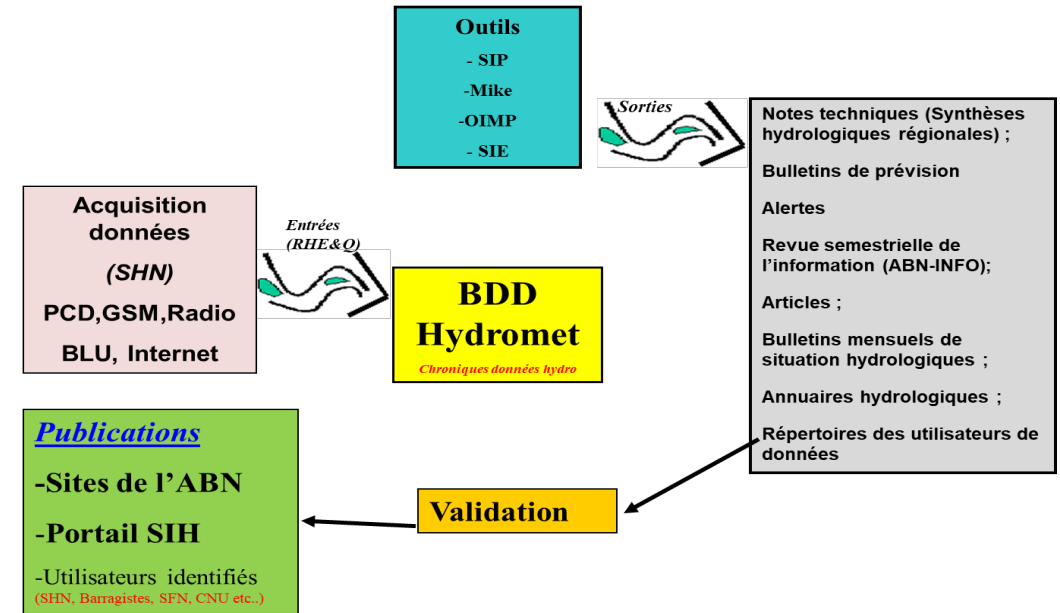 Outils
- SIP
-Mike
-OIMP
- SIE
Sorties
Notes techniques (Synthèses
hydrologiques régionales) ;
Bulletins de prévision
Alertes
Revue semestrielle de
l’information (ABN-INFO);
Articles ;
Bulletins mensuels de
situation hydrologiques ;
Annuaires hydrologiques ;
Répertoires des utilisateurs de
données
Acquisition
données
(SHN)
PCD,GSM,Radio
BLU, Internet
Entrées
(RHE&Q)
BDD
Hydromet
Chroniques données hydro
Publications
-Sites de l’ABN
-Portail SIH
-Utilisateurs identifiés
(SHN, Barragistes, SFN, CNU etc..)
Validation